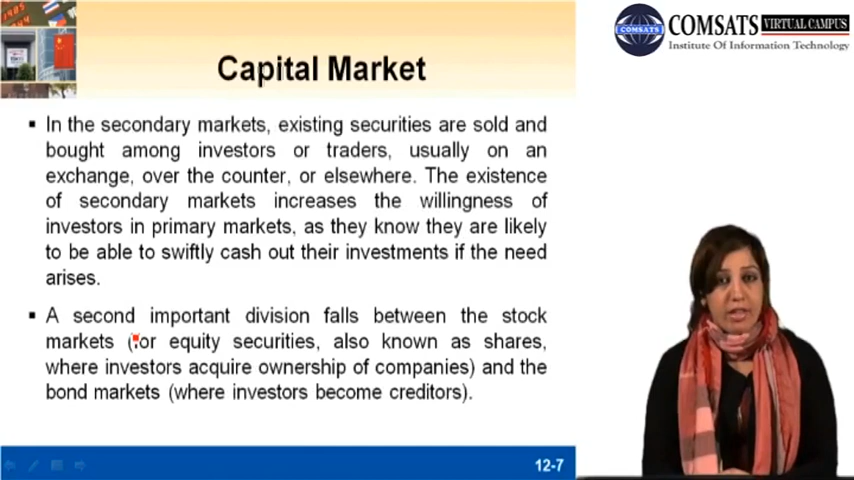 COMSATS VIRTUAL CAMPUS
COMSATS
Institute Of Information Technology
Capital Market
▪ In the secondary markets, existing securities are sold and
bought among investors or traders, usually on an
exchange, over the counter, or elsewhere. The existence
of secondary markets increases the willingness of
investors in primary markets, as they know they are likely
to be able to swiftly cash out their investments if the need
arises.
▪ A second important division falls between the stock
markets (for equity securities, also known as shares,
where investors acquire ownership of companies) and the
bond markets (where investors become creditors).
12-7